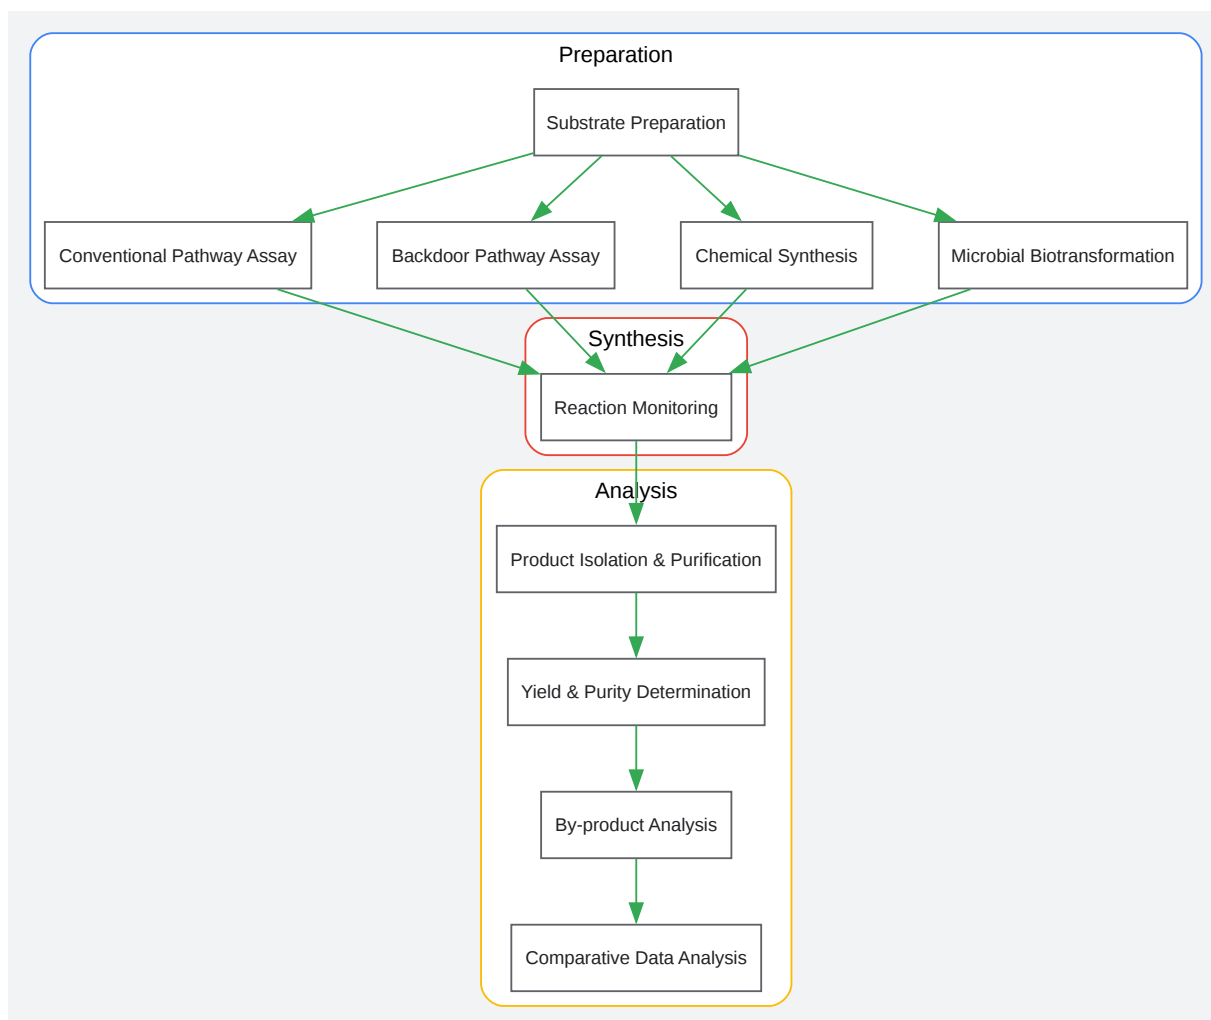 Preparation
Substrate Preparation
Conventional Pathway Assay
Backdoor Pathway Assay
Chemical Synthesis
Microbial Biotransformation
Synthesis
Reaction Monitoring
Analysis
Product Isolation & Purification
Yield & Purity Determination
By-product Analysis
Comparative Data Analysis